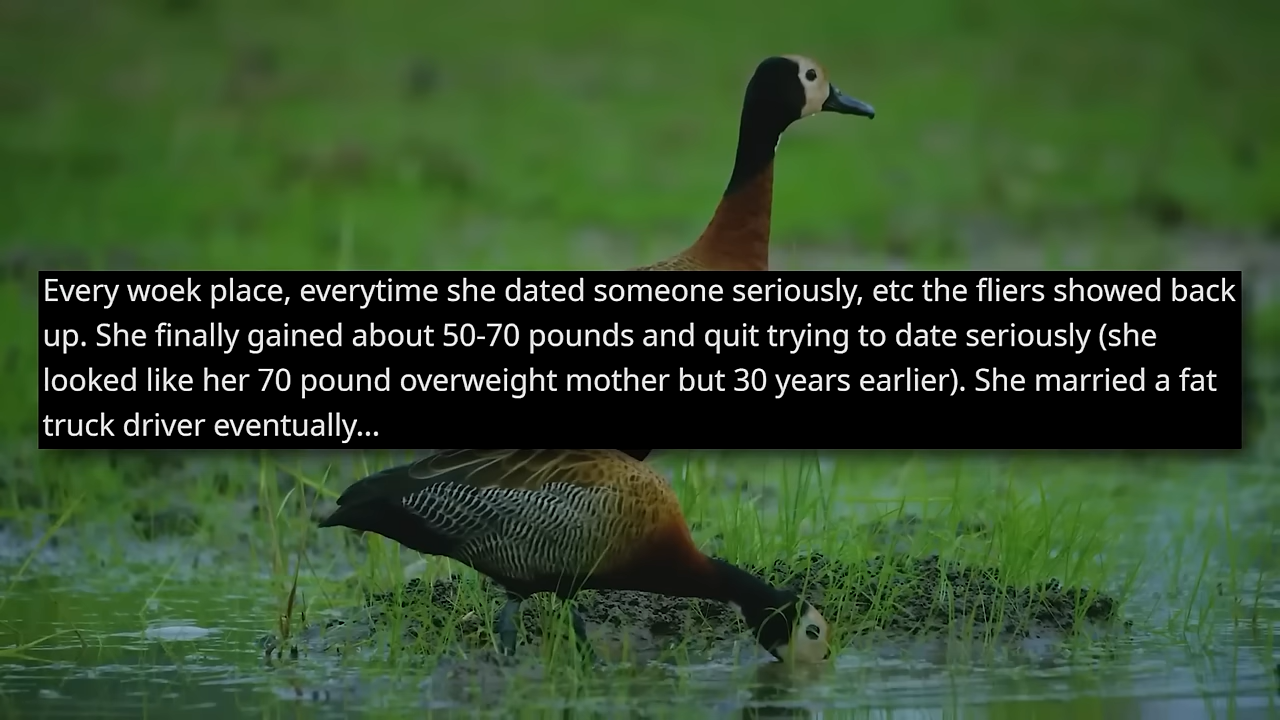 Every woek place, everytime she dated someone seriously, etc the fliers showed back
up. She finally gained about 50-70 pounds and quit trying to date seriously (she
looked like her 70 pound overweight mother but 30 years earlier). She married a fat
truck driver eventually...